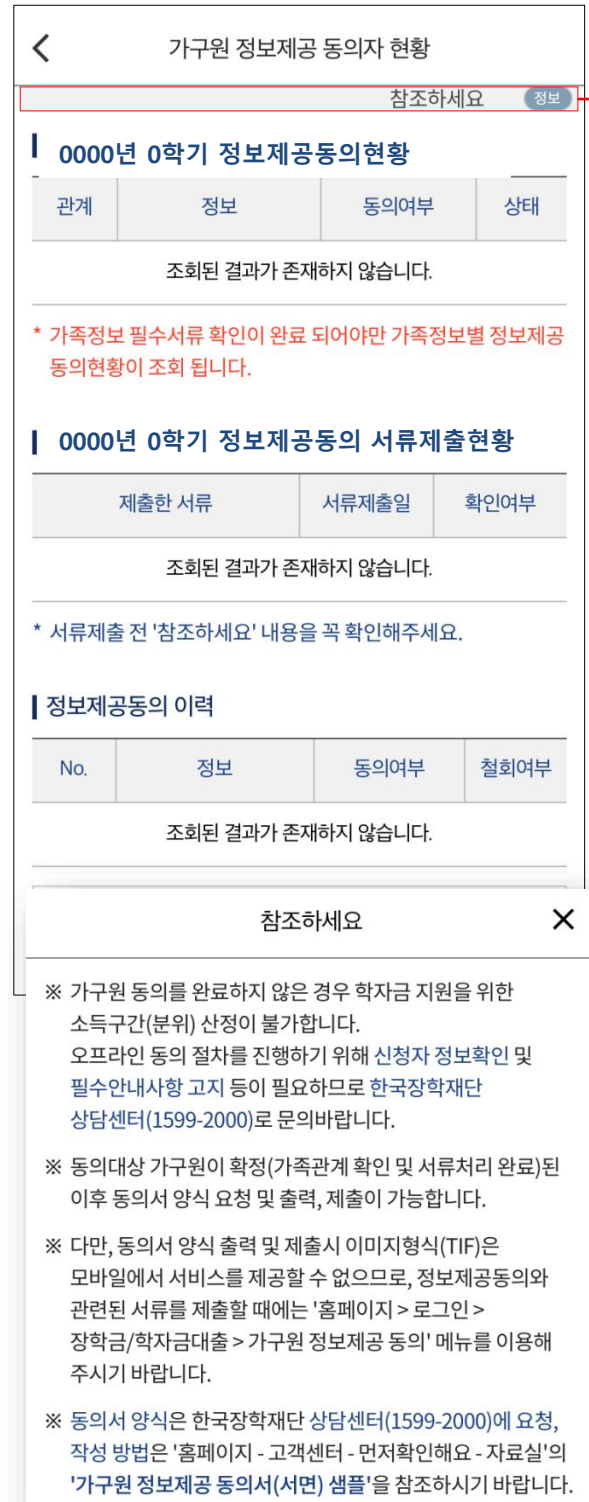 가구원 정보제공 동의자 현황
참조하세요 정보
0000년 0학기 정보제공동의현황
관계 정보 동의여부 상태
조회된 결과가 존재하지 않습니다.
* 가족정보 필수서류 확인이 완료 되어야만 가족정보별 정보제공
동의현황이 조회 됩니다.
0000년 0학기 정보제공동의 서류제출현황
제출한 서류 서류제출일 확인여부
조회된 결과가 존재하지 않습니다.
* 서류제출 전 '참조하세요' 내용을 꼭 확인해주세요.
정보제공동의 이력
No. 정보 동의여부 철회여부
조회된 결과가 존재하지 않습니다.
참조하세요
※ 가구원 동의를 완료하지 않은 경우 학자금 지원을 위한
소득구간(분위) 산정이 불가합니다.
오프라인 동의 절차를 진행하기 위해 신청자 정보확인 및
필수안내사항 고지 등이 필요하므로 한국장학재단
상담센터(1599-2000)로 문의바랍니다.
※ 동의대상 가구원이 확정(가족관계 확인 및 서류처리 완료)된
이후 동의서 양식 요청 및 출력, 제출이 가능합니다.
※ 다만, 동의서 양식 출력 및 제출시 이미지형식(TIF)은
모바일에서 서비스를 제공할 수 없으므로, 정보제공동의와
관련된 서류를 제출할 때에는 '홈페이지 > 로그인 >
장학금/학자금대출 > 가구원 정보제공 동의' 메뉴를 이용해
주시기 바랍니다.
※ 동의서 양식은 한국장학재단 상담센터(1599-2000)에 요청,
작성 방법은 '홈페이지 - 고객센터 - 먼저확인해요 - 자료실'의
'가구원 정보제공 동의서(서면) 샘플'을 참조하시기 바랍니다.